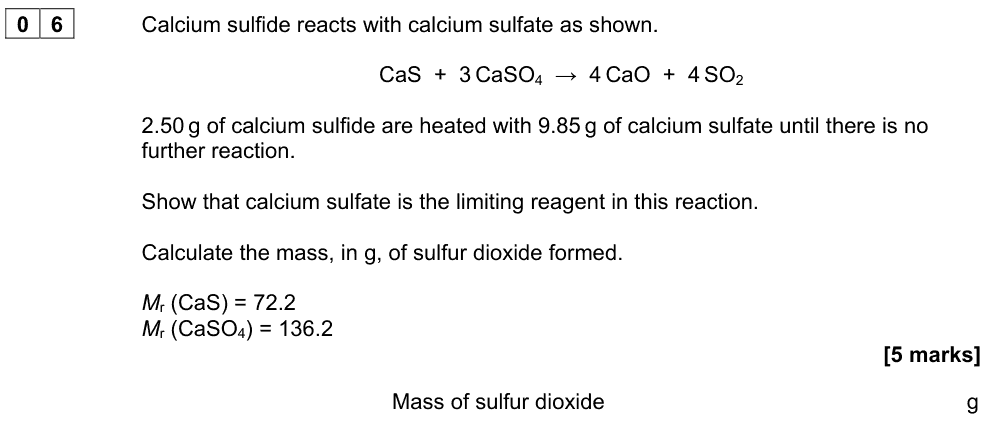 0 6 Calcium sulfide reacts with calcium sulfate as shown.
CaS + 3 CaSO₄ → 4 CaO + 4 SO₂
2.50 g of calcium sulfide are heated with 9.85 g of calcium sulfate until there is no
further reaction.
Show that calcium sulfate is the limiting reagent in this reaction.
Calculate the mass, in g, of sulfur dioxide formed.
Mᵣ (CaS) = 72.2
Mᵣ (CaSO₄) = 136.2
[5 marks]
Mass of sulfur dioxide g